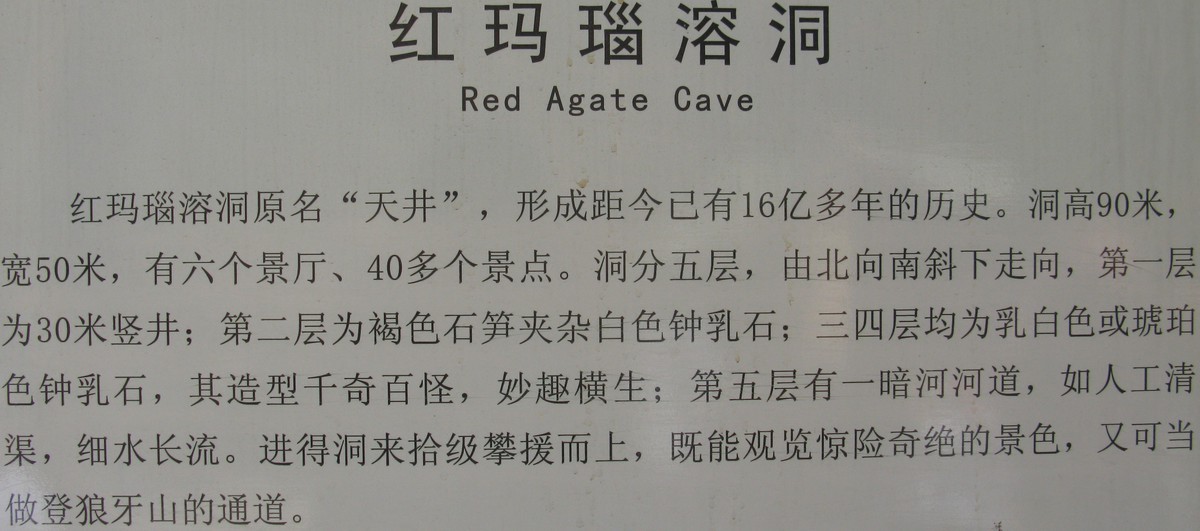 红玛瑙溶洞
Red Agate Cave
红玛瑙溶洞原名“天井”，形成距今已有16亿多年的历史。洞高90米，
宽50米，有六个景厅、40多个景点。洞分五层，由北向南斜下走向，第一层
为30米竖井；第二层为褐色石笋夹杂白色钟乳石；三四层均为乳白色或琥珀
色钟乳石，其造型千奇百怪，妙趣横生；第五层有一暗河河道，如人工清
渠，细水长流。进得洞来拾级攀援而上，既能观览惊险奇绝的景色，又可当
做登狼牙山的通道。